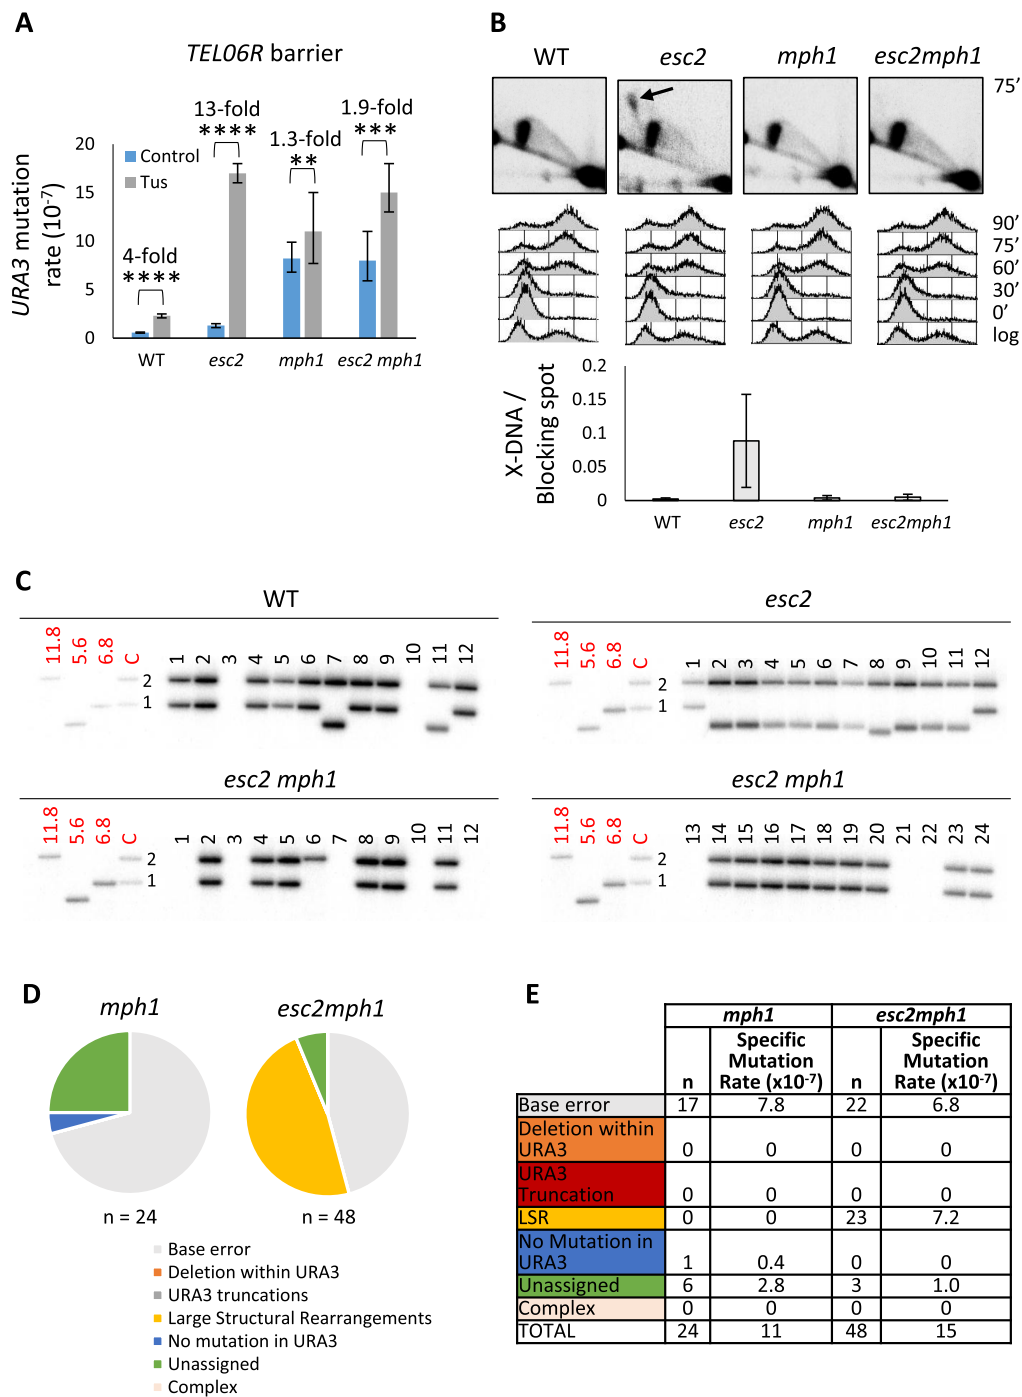 A
TEL06R barrier
URA3 mutation
rate (10-7)
20
15
10
5
0
Control
Tus
4-fold
****
13-fold
****
1.3-fold
**
1.9-fold
***
WT
esc2
mph1
esc2 mph1
B
WT
esc2
mph1
esc2mph1
75’
90’
75’
60’
30’
0’
log
X-DNA /
Blocking spot
0.2
0.15
0.1
0.05
0
WT
esc2
mph1
esc2mph1
C
WT
11.8 5.6 6.8 C 1 2 3 4 5 6 7 8 9 10 11 12
2
1
esc2
11.8 5.6 6.8 C 1 2 3 4 5 6 7 8 9 10 11 12
2
1
esc2 mph1
11.8 5.6 6.8 C 1 2 3 4 5 6 7 8 9 10 11 12
2
1
esc2 mph1
11.8 5.6 6.8 C 13 14 15 16 17 18 19 20 21 22 23 24
2
1
D
mph1
esc2mph1
n = 24
n = 48
Base error
Deletion within URA3
URA3 truncations
Large Structural Rearrangements
No mutation in URA3
Unassigned
Complex
E
mph1 esc2mph1
n Specific Mutation Rate (x10-7) n Specific Mutation Rate (x10-7)
Base error 17 7.8 22 6.8
Deletion within URA3 0 0 0 0
URA3 Truncation 0 0 0 0
LSR 0 0 23 7.2
No Mutation in URA3 1 0.4 0 0
Unassigned 6 2.8 3 1.0
Complex 0 0 0 0
TOTAL 24 11 48 15